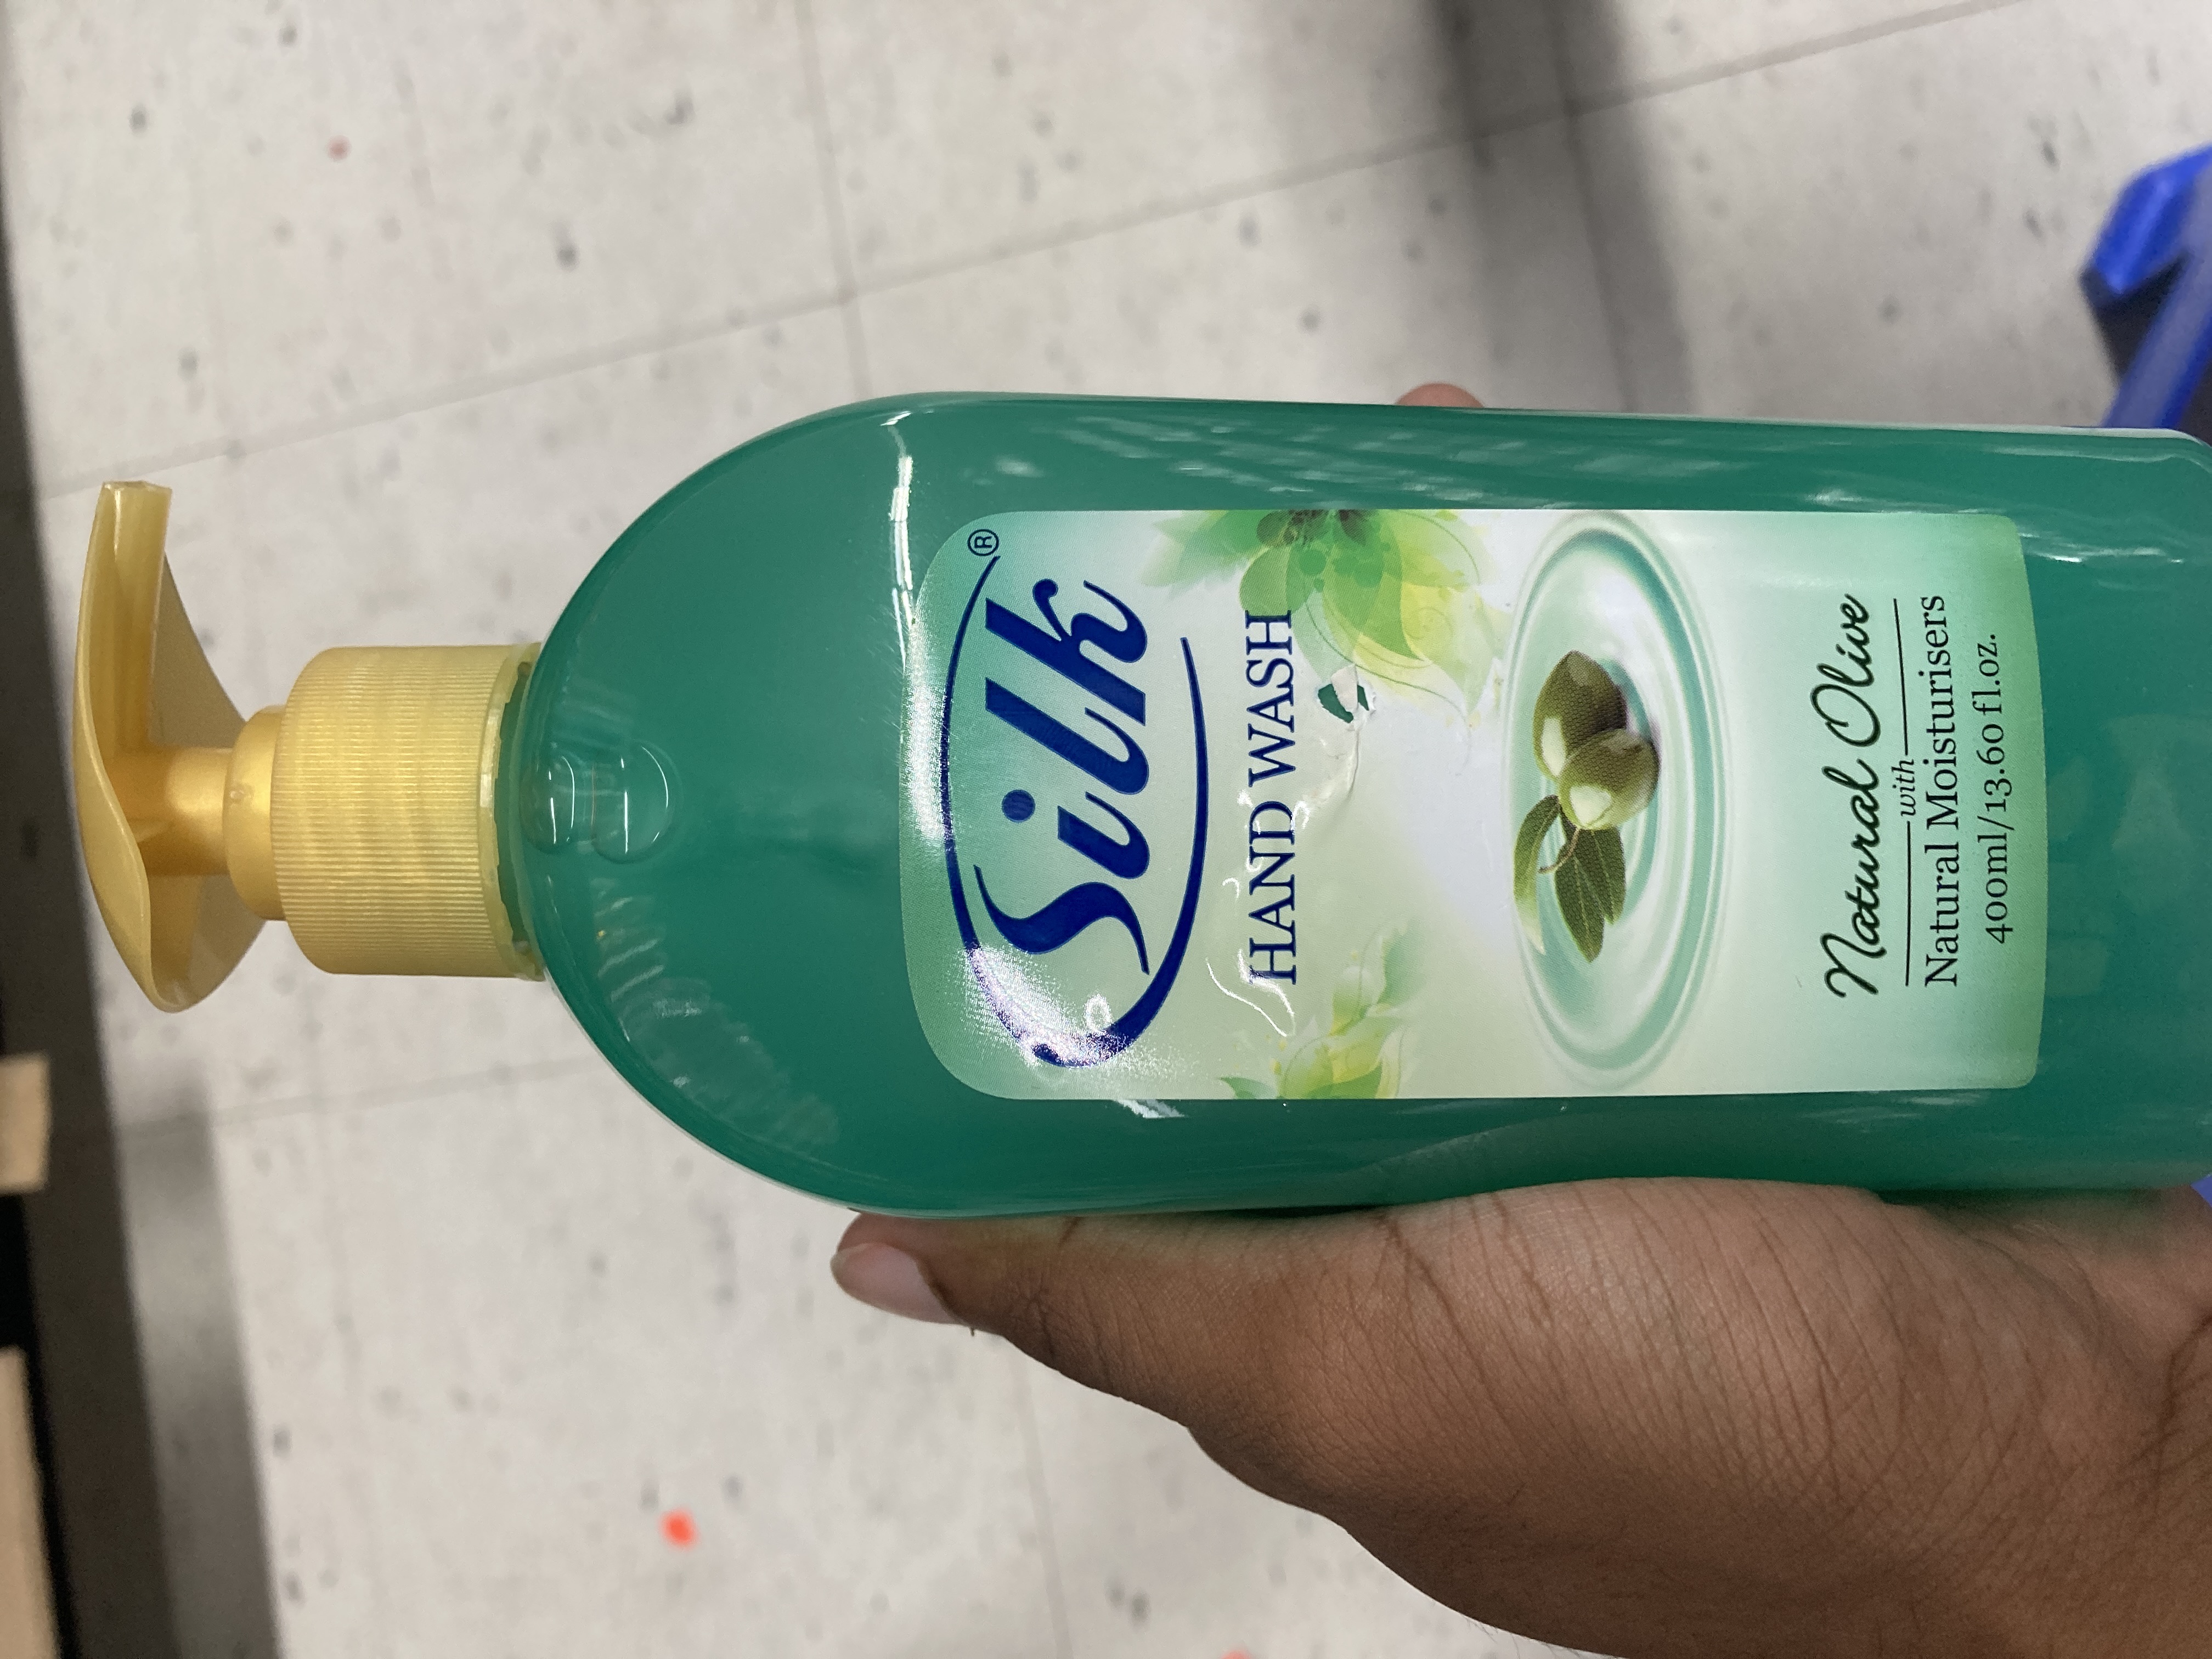 Silk®
HAND WASH
Natural Olive
with
Natural Moisturisers
400ml/13.60 fl.oz.